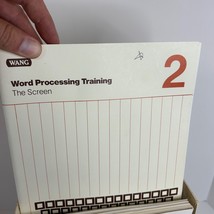 WANG
Word Processing Training
The Screen
2